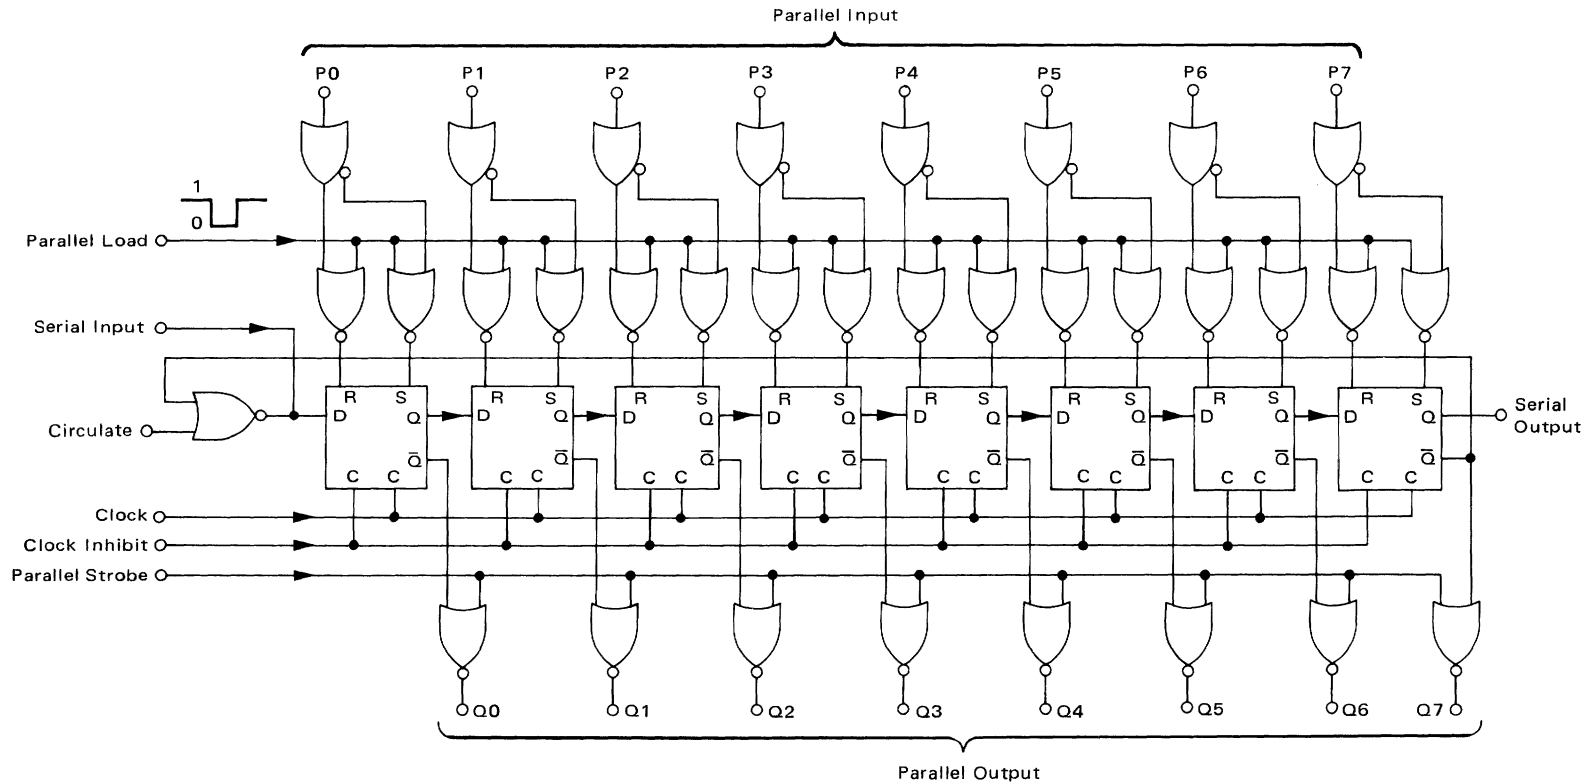 Parallel Input
P0 P1 P2 P3 P4 P5 P6 P7
1
0
Parallel Load
Serial Input
R S R S R S R S R S R S R S R S
D Q D Q D Q D Q D Q D Q D Q D Q
Serial
Output
Circulate
Q̅ Q̅ Q̅ Q̅ Q̅ Q̅ Q̅ Q̅
C C C C C C C C C C C C C C C C
Clock
Clock Inhibit
Parallel Strobe
Q0 Q1 Q2 Q3 Q4 Q5 Q6 Q7
Parallel Output